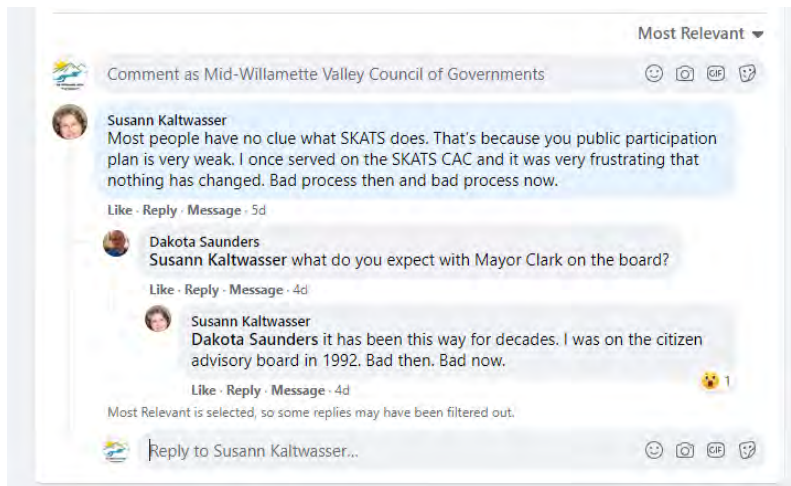 Most Relevant
Comment as Mid-Willamette Valley Council of Governments
GIF
Susann Kaltwasser
Most people have no clue what SKATS does. That's because you public participation
plan is very weak. I once served on the SKATS CAC and it was very frustrating that
nothing has changed. Bad process then and bad process now.
Like · Reply · Message · 5d
Dakota Saunders
Susann Kaltwasser what do you expect with Mayor Clark on the board?
Like · Reply · Message · 4d
Susann Kaltwasser
Dakota Saunders it has been this way for decades. I was on the citizen
advisory board in 1992. Bad then. Bad now.
1
Like · Reply · Message · 4d
Most Relevant is selected, so some replies may have been filtered out.
Reply to Susann Kaltwasser...
GIF